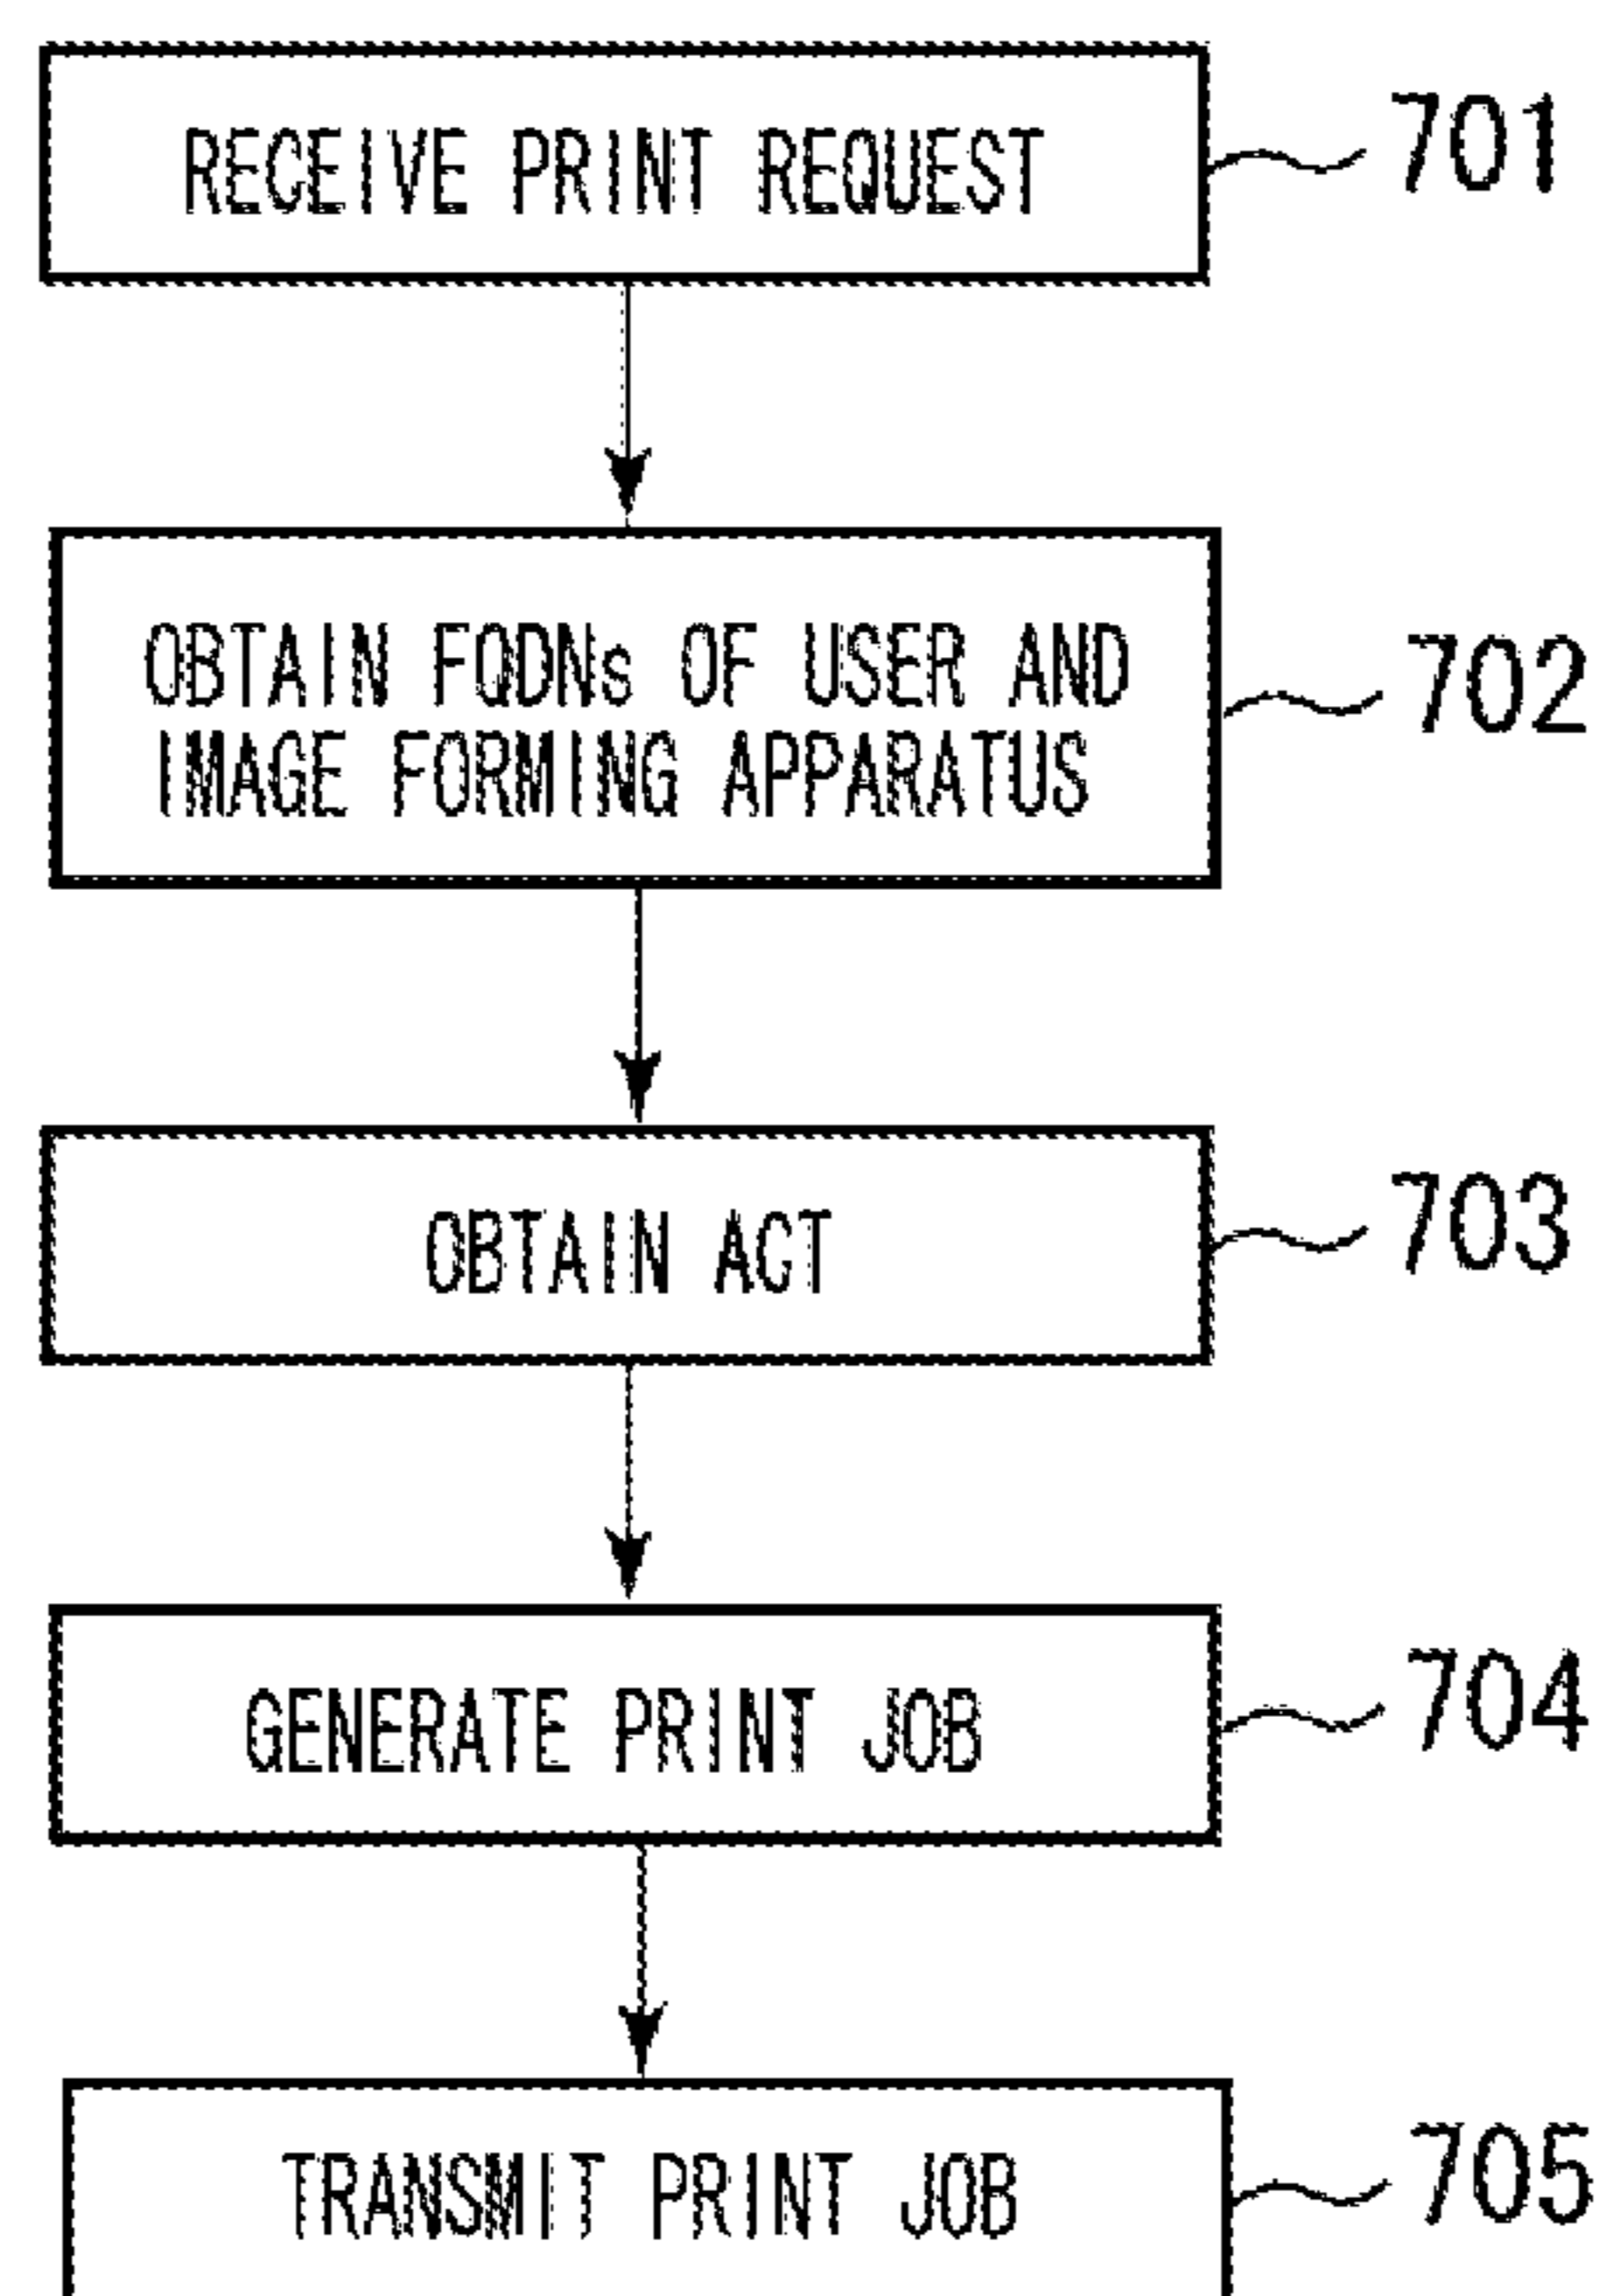 RECEIVE PRINT REQUEST
701
OBTAIN FQDNs OF USER AND
IMAGE FORMING APPARATUS
702
OBTAIN ACT
703
GENERATE PRINT JOB
704
TRANSMIT PRINT JOB
705